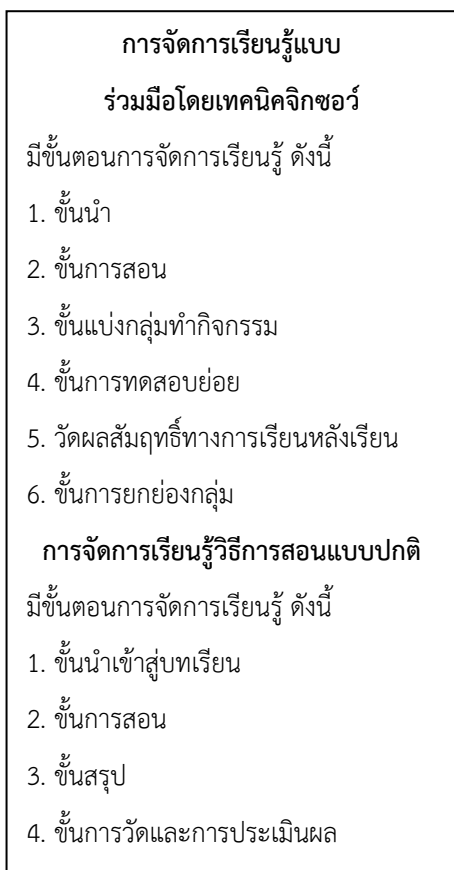 การจัดการเรียนรู้แบบ
ร่วมมือโดยเทคนิคจิกซอว์
มีขั้นตอนการจัดการเรียนรู้ ดังนี้
1. ขั้นนำ
2. ขั้นการสอน
3. ขั้นแบ่งกลุ่มทำกิจกรรม
4. ขั้นการทดสอบย่อย
5. วัดผลสัมฤทธิ์ทางการเรียนหลังเรียน
6. ขั้นการยกย่องกลุ่ม
การจัดการเรียนรู้วิธีการสอนแบบปกติ
มีขั้นตอนการจัดการเรียนรู้ ดังนี้
1. ขั้นนำเข้าสู่บทเรียน
2. ขั้นการสอน
3. ขั้นสรุป
4. ขั้นการวัดและการประเมินผล